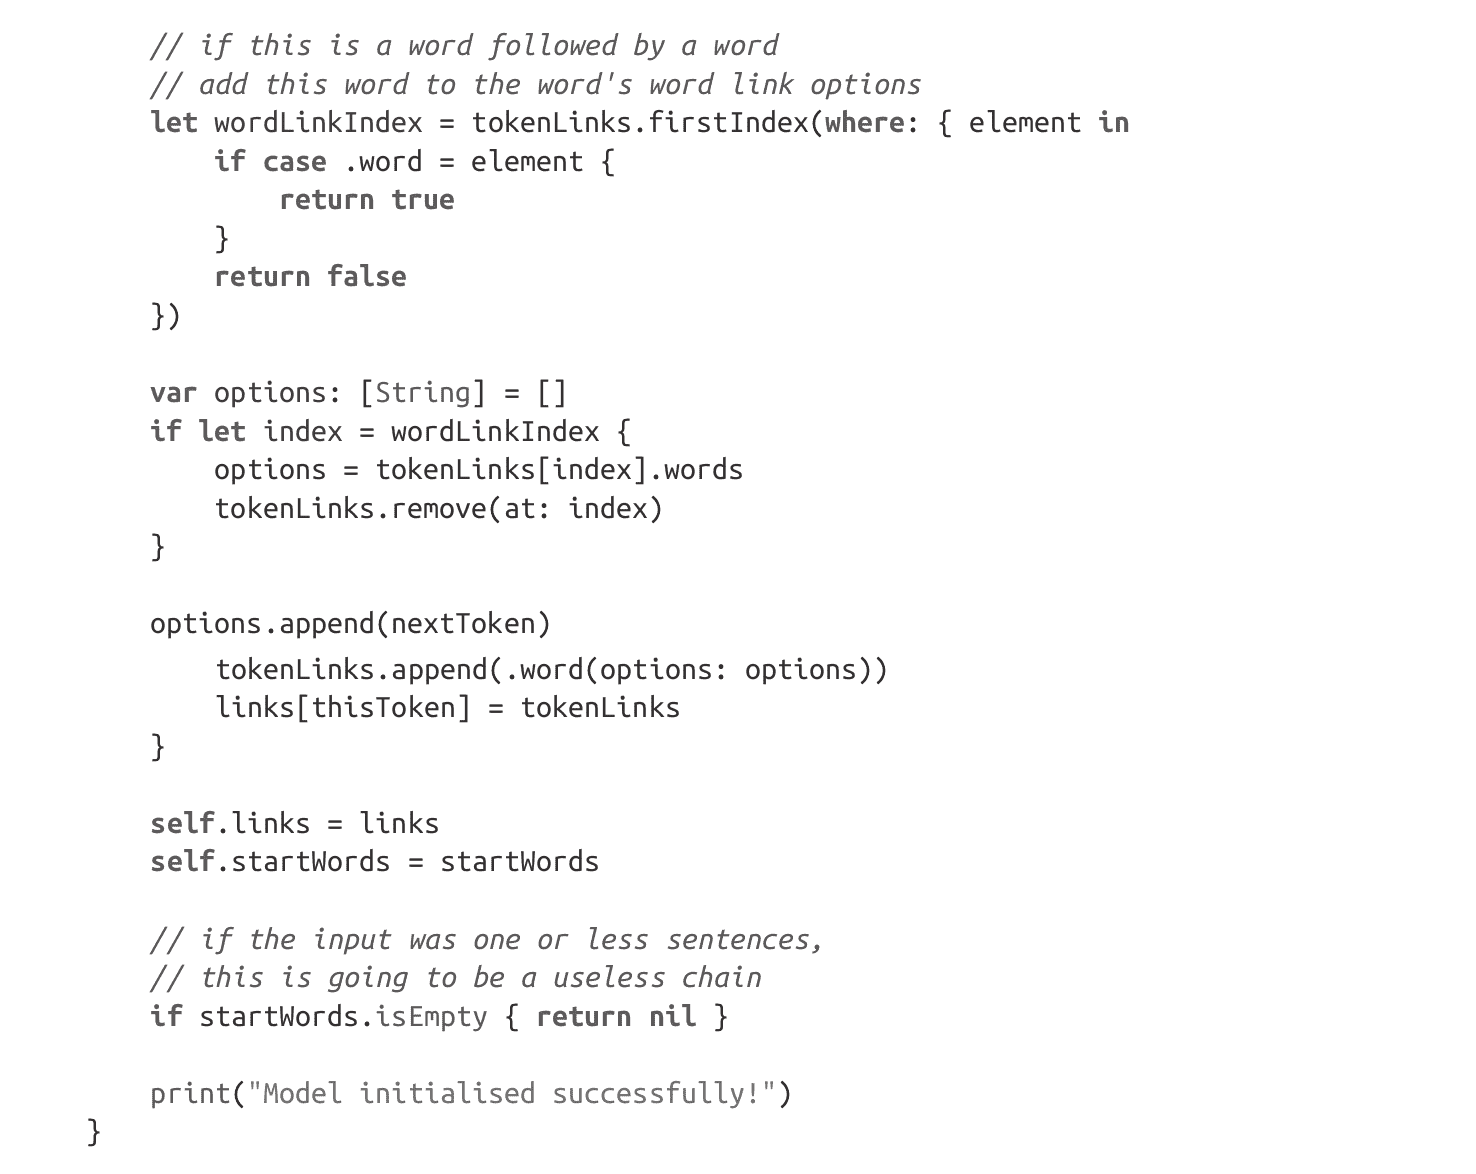 // if this is a word followed by a word
// add this word to the word's word link options
let wordLinkIndex = tokenLinks.firstIndex(where: { element in
    if case .word = element {
        return true
    }
    return false
})

var options: [String] = []
if let index = wordLinkIndex {
    options = tokenLinks[index].words
    tokenLinks.remove(at: index)
}

options.append(nextToken)
    tokenLinks.append(.word(options: options))
    links[thisToken] = tokenLinks
}

self.links = links
self.startWords = startWords

// if the input was one or less sentences,
// this is going to be a useless chain
if startWords.isEmpty { return nil }

print("Model initialised successfully!")
}